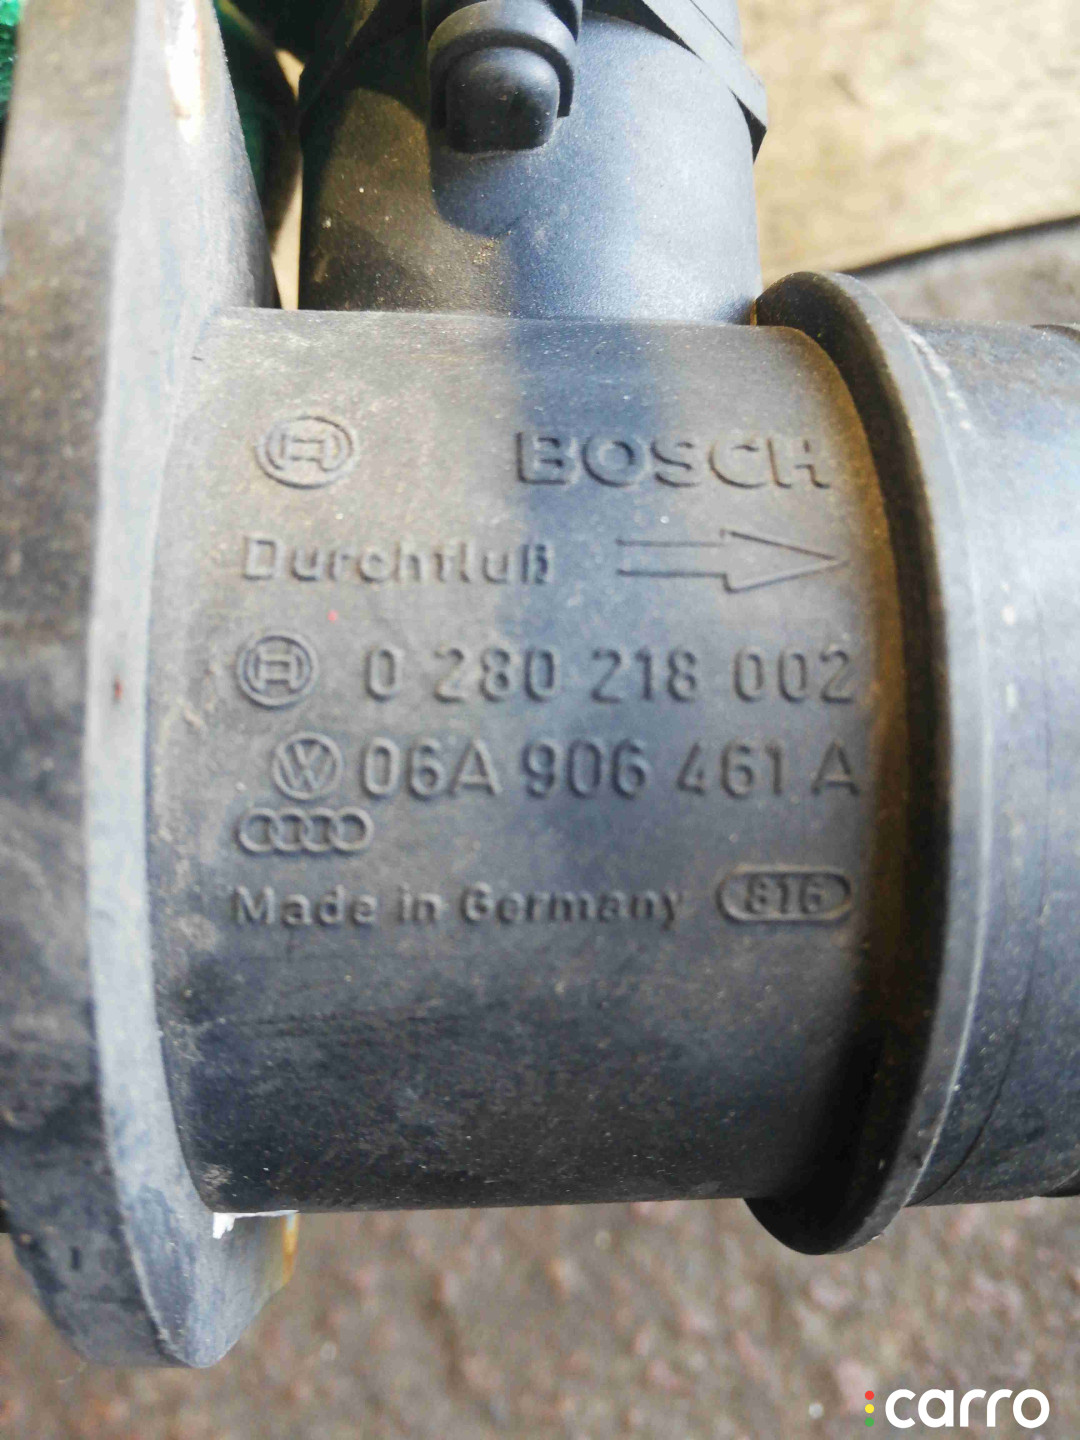 BOSCH
Durchfluß
0 280 218 002
06A 906 461 A
Made in Germany 816
carro